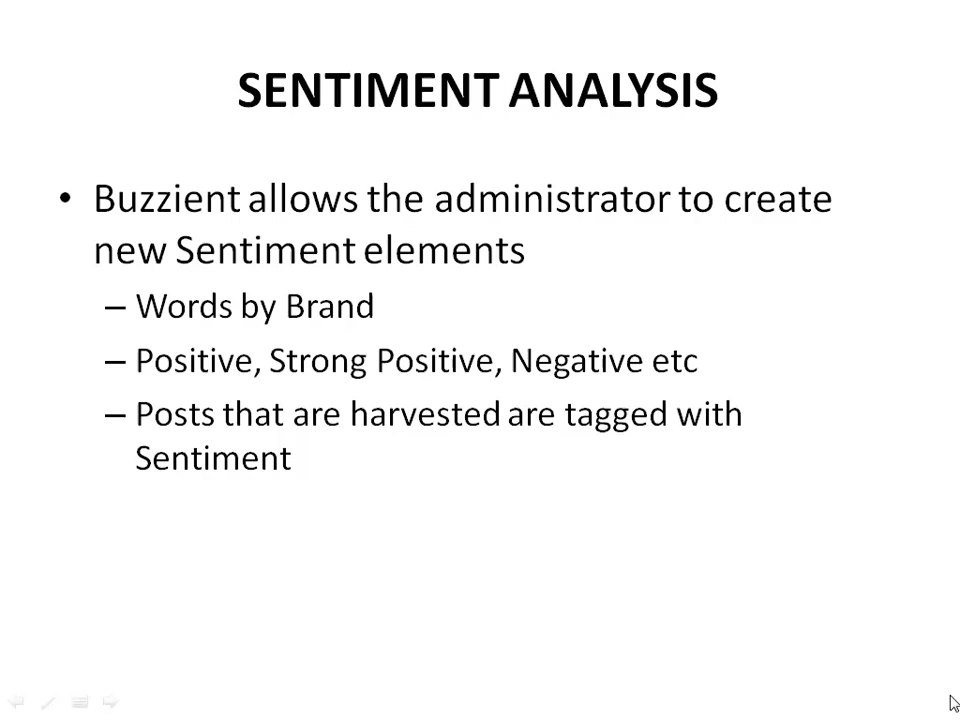 SENTIMENT ANALYSIS
• Buzzient allows the administrator to create
new Sentiment elements
– Words by Brand
– Positive, Strong Positive, Negative etc
– Posts that are harvested are tagged with
Sentiment